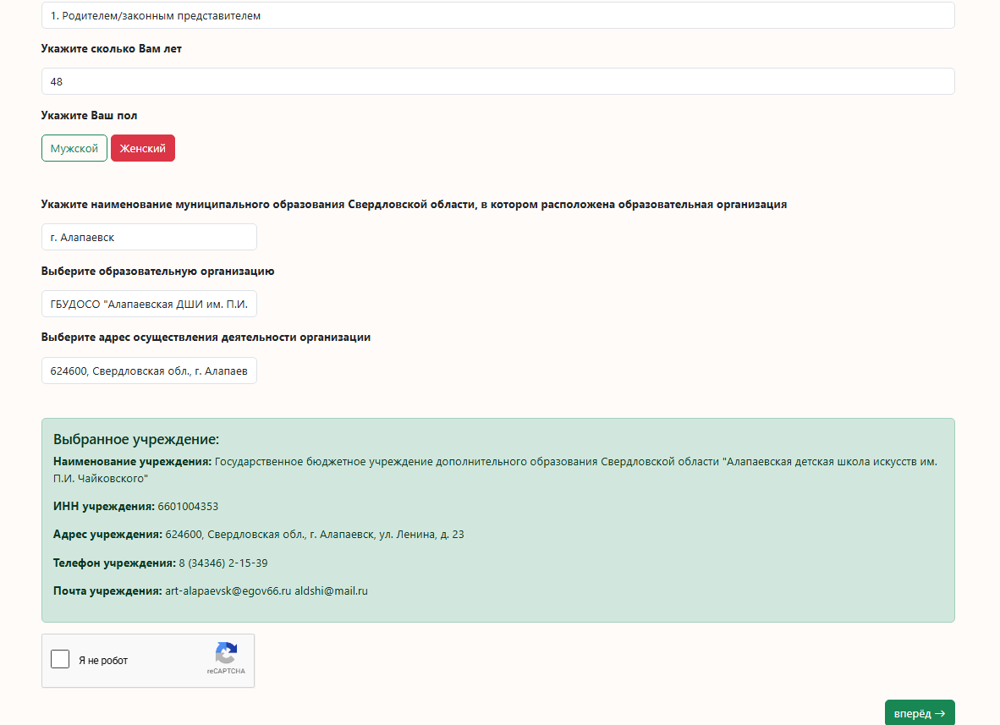 1. Родителем/законным представителем
Укажите сколько Вам лет
48
Укажите Ваш пол
Мужской Женский
Укажите наименование муниципального образования Свердловской области, в котором расположена образовательная организация
г. Алапаевск
Выберите образовательную организацию
ГБУДОСО "Алапаевская ДШИ им. П.И.
Выберите адрес осуществления деятельности организации
624600, Свердловская обл., г. Алапаев
Выбранное учреждение:
Наименование учреждения: Государственное бюджетное учреждение дополнительного образования Свердловской области "Алапаевская детская школа искусств им.
П.И. Чайковского"
ИНН учреждения: 6601004353
Адрес учреждения: 624600, Свердловская обл., г. Алапаевск, ул. Ленина, д. 23
Телефон учреждения: 8 (34346) 2-15-39
Почта учреждения: art-alapaevsk@egov66.ru aldshi@mail.ru
Я не робот
reCAPTCHA
вперёд →